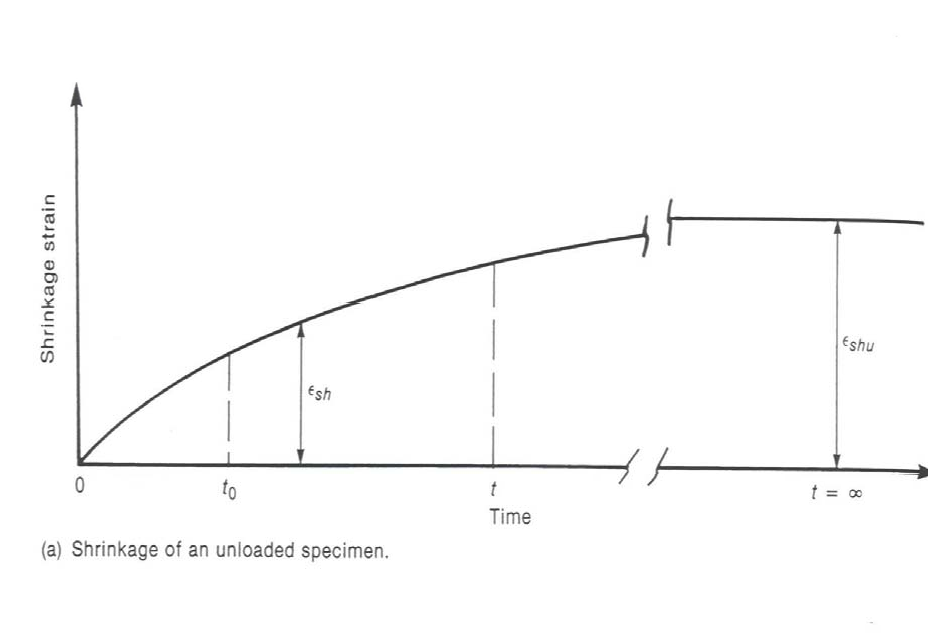 Shrinkage strain
ϵsh
ϵshu
0
t0
t
t = ∞
Time
(a) Shrinkage of an unloaded specimen.